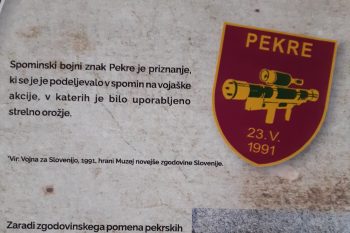 PEKRE
23. V.
1991
Spominski bojni znak Pekre je priznanje,
ki se je je podeljevalo v spomin na vojaške
akcije, v katerih je bilo uporabljeno
strelno orožje.
*Vir: Vojna za Slovenijo, 1991, hrani Muzej novejše zgodovine Slovenije.
Zaradi zgodovinskega pomena pekrskih